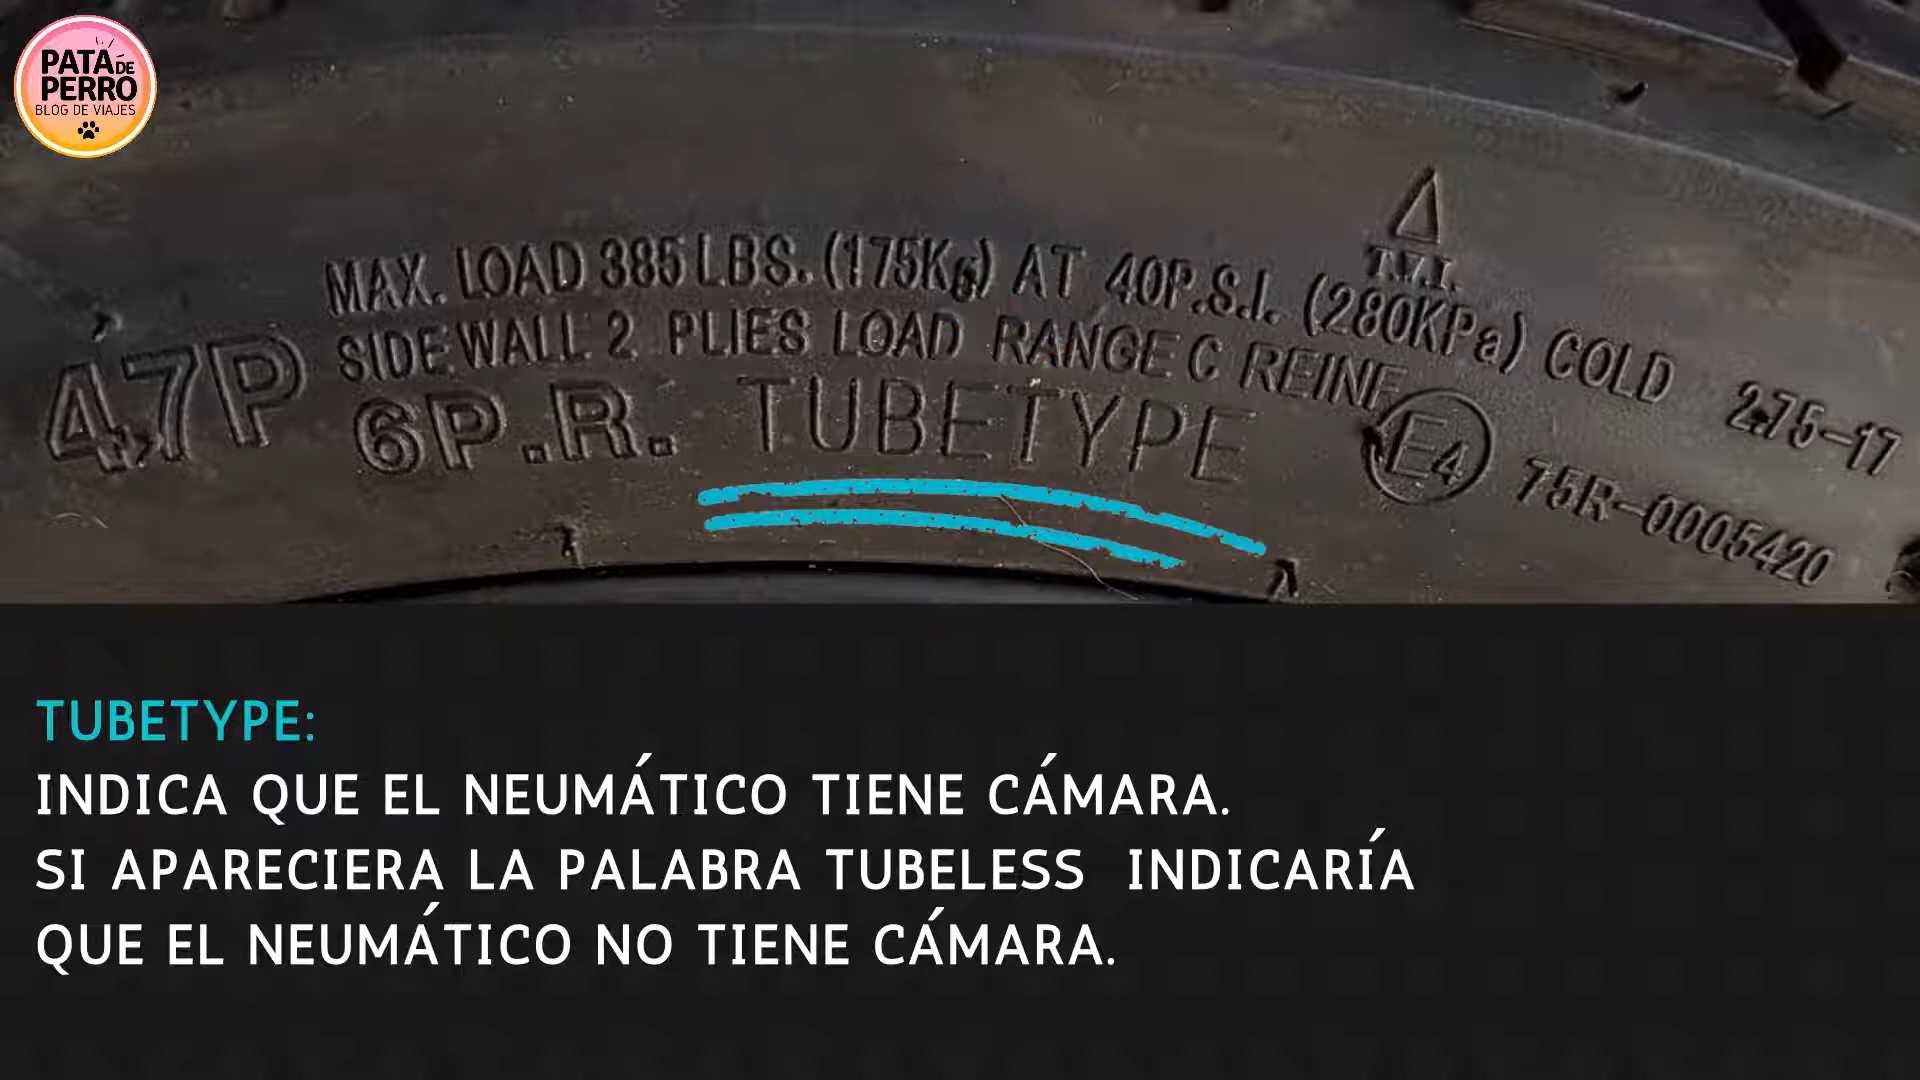 PATA DE
PERRO
BLOG DE VIAJES
T.W.I.
MAX. LOAD 385 LBS. (175Kg) AT 40P.S.I. (280KPa) COLD 2.75-17
SIDE WALL 2 PLIES LOAD RANGE C REINF
47P 6P.R. TUBETYPE E4 75R-0005420
TUBETYPE:
INDICA QUE EL NEUMÁTICO TIENE CÁMARA.
SI APARECIERA LA PALABRA TUBELESS INDICARÍA
QUE EL NEUMÁTICO NO TIENE CÁMARA.